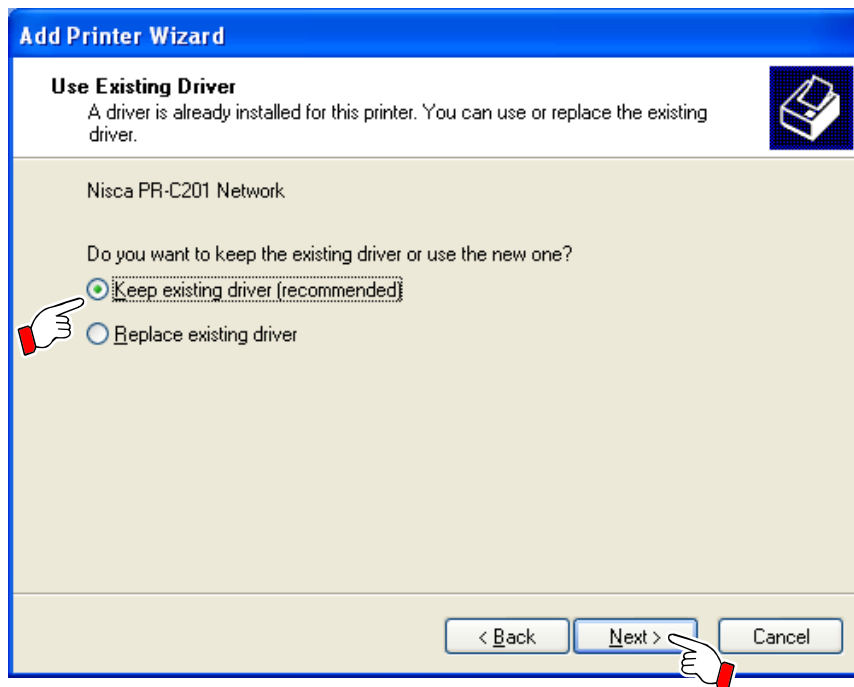 Add Printer Wizard
Use Existing Driver
A driver is already installed for this printer. You can use or replace the existing
driver.
Nisca PR-C201 Network
Do you want to keep the existing driver or use the new one?
Keep existing driver (recommended)
Replace existing driver
< Back Next > Cancel